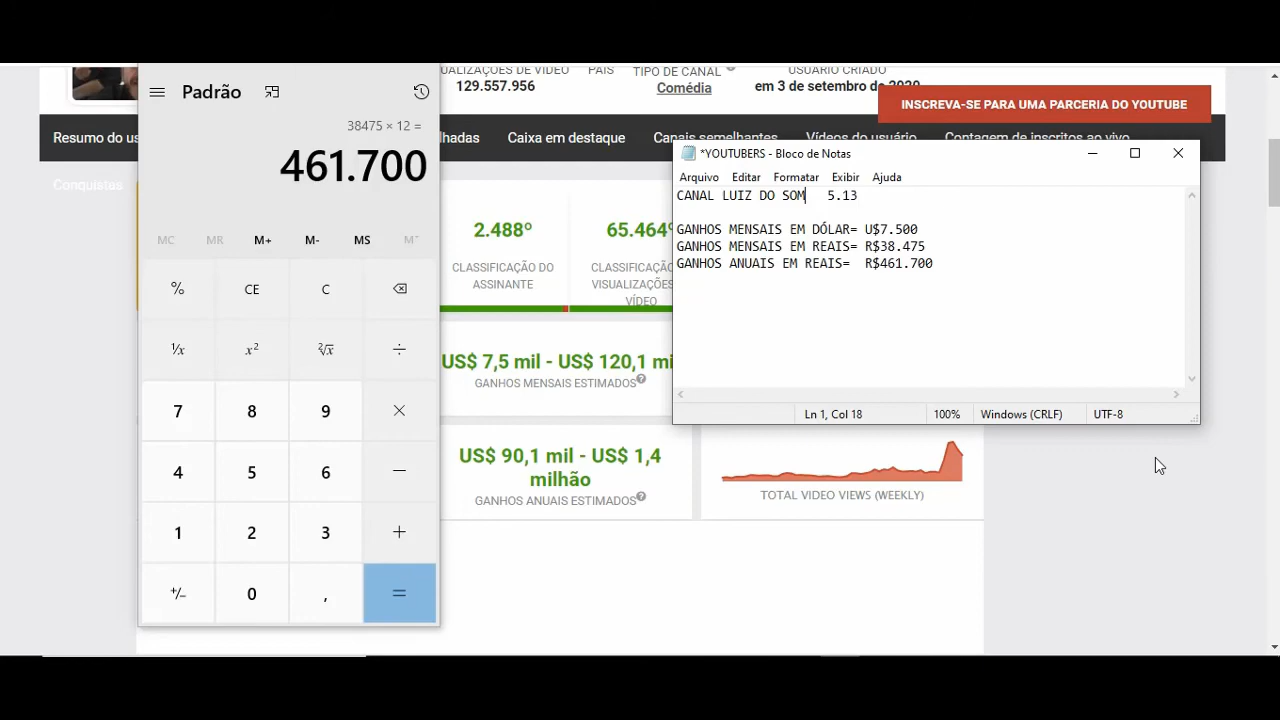 UALIZAÇÕES DE VÍDEO
PAÍS
TIPO DE CANAL
USUÁRIO CRIADO
129.557.956
Comédia
em 3 de setembro de 2020
INSCREVA-SE PARA UMA PARCERIA DO YOUTUBE
Resumo do us
lhadas
Caixa em destaque
Canais semelhantes
Vídeos do usuário
Contagem de inscritos ao vivo
Conquistas
Padrão
38475 × 12 =
461.700
MC MR M+ M- MS M˅
% CE C
¹/x x² ²√x ÷
7 8 9 ×
4 5 6 −
1 2 3 +
+/− 0 , =
2.488º
CLASSIFICAÇÃO DO
ASSINANTE
65.464º
CLASSIFICAÇÃO
VISUALIZAÇÕES
VÍDEO
US$ 7,5 mil - US$ 120,1 mi
GANHOS MENSAIS ESTIMADOS
US$ 90,1 mil - US$ 1,4
milhão
GANHOS ANUAIS ESTIMADOS
TOTAL VIDEO VIEWS (WEEKLY)
*YOUTUBERS - Bloco de Notas
Arquivo Editar Formatar Exibir Ajuda
CANAL LUIZ DO SOM 5.13
GANHOS MENSAIS EM DÓLAR= U$7.500
GANHOS MENSAIS EM REAIS= R$38.475
GANHOS ANUAIS EM REAIS= R$461.700
Ln 1, Col 18 100% Windows (CRLF) UTF-8